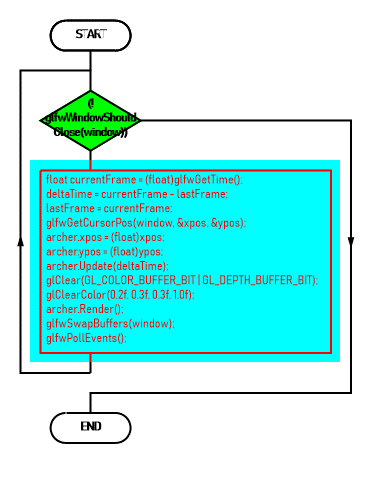 START
(!
glfwWindowShould
Close(window))
float currentFrame = (float)glfwGetTime();
deltaTime = currentFrame - lastFrame;
lastFrame = currentFrame;
glfwGetCursorPos(window, &xpos, &ypos);
archer.xpos = (float)xpos;
archer.ypos = (float)ypos;
archer.Update(deltaTime);
glClear(GL_COLOR_BUFFER_BIT | GL_DEPTH_BUFFER_BIT);
glClearColor(0.2f, 0.3f, 0.3f, 1.0f);
archer.Render();
glfwSwapBuffers(window);
glfwPollEvents();
END